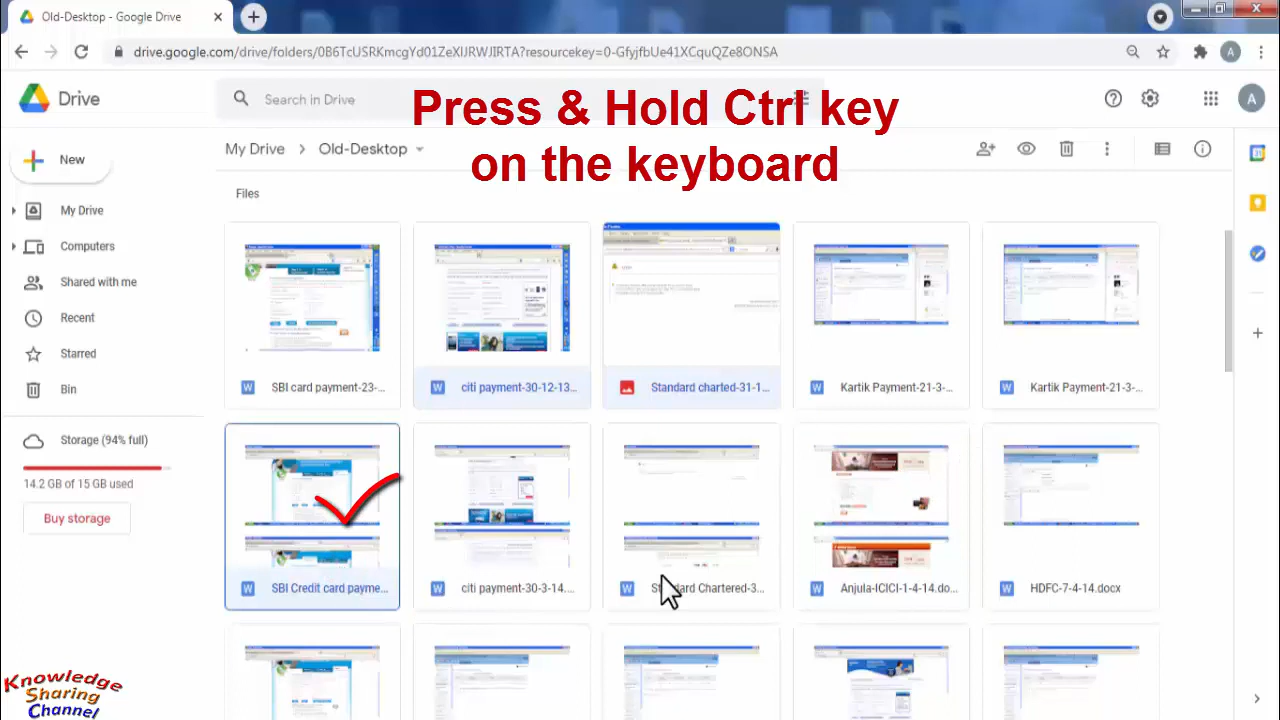 Old-Desktop - Google Drive
drive.google.com/drive/folders/0B6TcUSRKmcgYd01ZeXlURWJIRTA?resourcekey=0-GfyjfbUe41XCquQZe8ONSA
A
Drive
Search in Drive
A
Press & Hold Ctrl key
on the keyboard
New
My Drive
Old-Desktop
Files
My Drive
Computers
Shared with me
Recent
Starred
Bin
Storage (94% full)
14.2 GB of 15 GB used
Buy storage
SBI card payment-23-...
citi payment-30-12-13...
Standard charted-31-1...
Kartik Payment-21-3-...
Kartik Payment-21-3-...
SBI Credit card payme...
citi payment-30-3-14....
Standard Chartered-3...
Anjula-ICICI-1-4-14.do...
HDFC-7-4-14.docx
Knowledge
Sharing
Channel